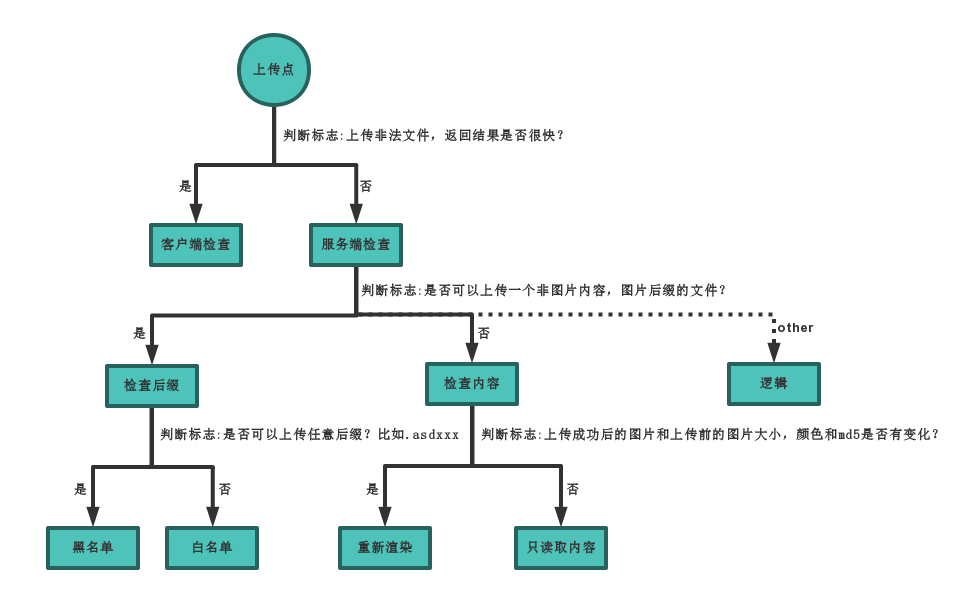 上传点
判断标志:上传非法文件，返回结果是否很快？
是
否
客户端检查
服务端检查
判断标志:是否可以上传一个非图片内容，图片后缀的文件？
是
否
other
检查后缀
检查内容
逻辑
判断标志:是否可以上传任意后缀？比如.asdxxx
判断标志:上传成功后的图片和上传前的图片大小，颜色和md5是否有变化？
是
否
是
否
黑名单
白名单
重新渲染
只读取内容